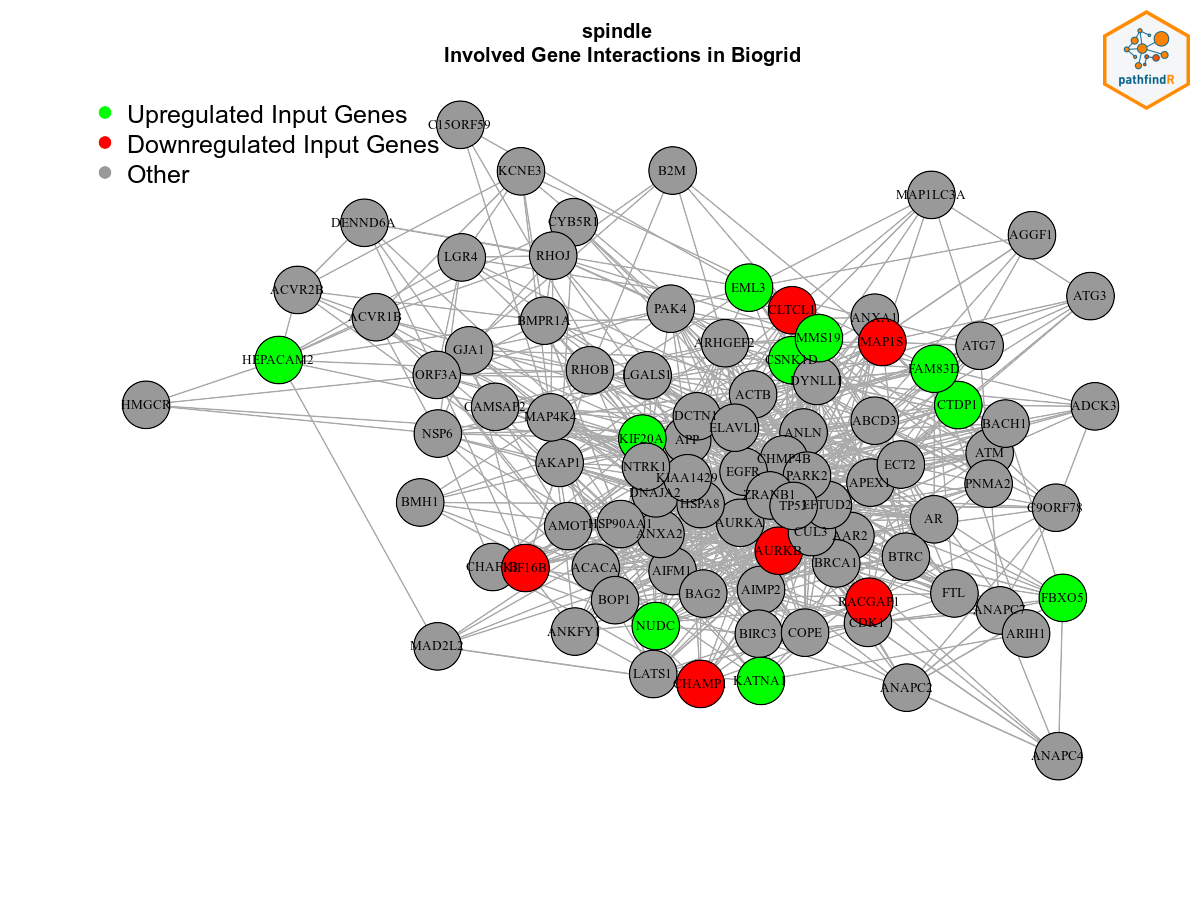 spindle
Involved Gene Interactions in Biogrid
pathfindR
Upregulated Input Genes
Downregulated Input Genes
Other
C15ORF59
KCNE3
B2M
MAP1LC3A
DENND6A
CYB5R1
AGGF1
LGR4
RHOJ
ACVR2B
EML3
ATG3
ACVR1B
BMPR1A
PAK4
CLTCL1
ANXA1
MMS19
MAP1S
ARHGEF2
ATG7
GJA1
HEPACAM2
CSNK1D
FAM83D
RHOB
ORF3A
LGALS1
DYNLL1
ACTB
HMGCR
CAMSAP2
CTDP1
ADCK3
MAP4K4
DCTN1
ABCD3
BACH1
ELAVL1
NSP6
ANLN
KIF20A
APP
ATM
CHMP4B
AKAP1
NTRK1
ECT2
EGFR
PARK2
KIAA1429
APEX1
PNMA2
DNAJA2
ZRANB1
BMH1
HSPA8
TP53
EFTUD2
C9ORF78
AMOT
HSP90AA1
AURKA
AR
ANXA2
CUL3
AAR2
AURKB
BTRC
CHAF1B
KIF16B
ACACA
AIFM1
BRCA1
AIMP2
BAG2
FTL
FBXO5
BOP1
RACGAP1
ANAPC7
CDK1
NUDC
ANKFY1
BIRC3
COPE
ARIH1
MAD2L2
LATS1
CHAMP1
KATNA1
ANAPC2
ANAPC4